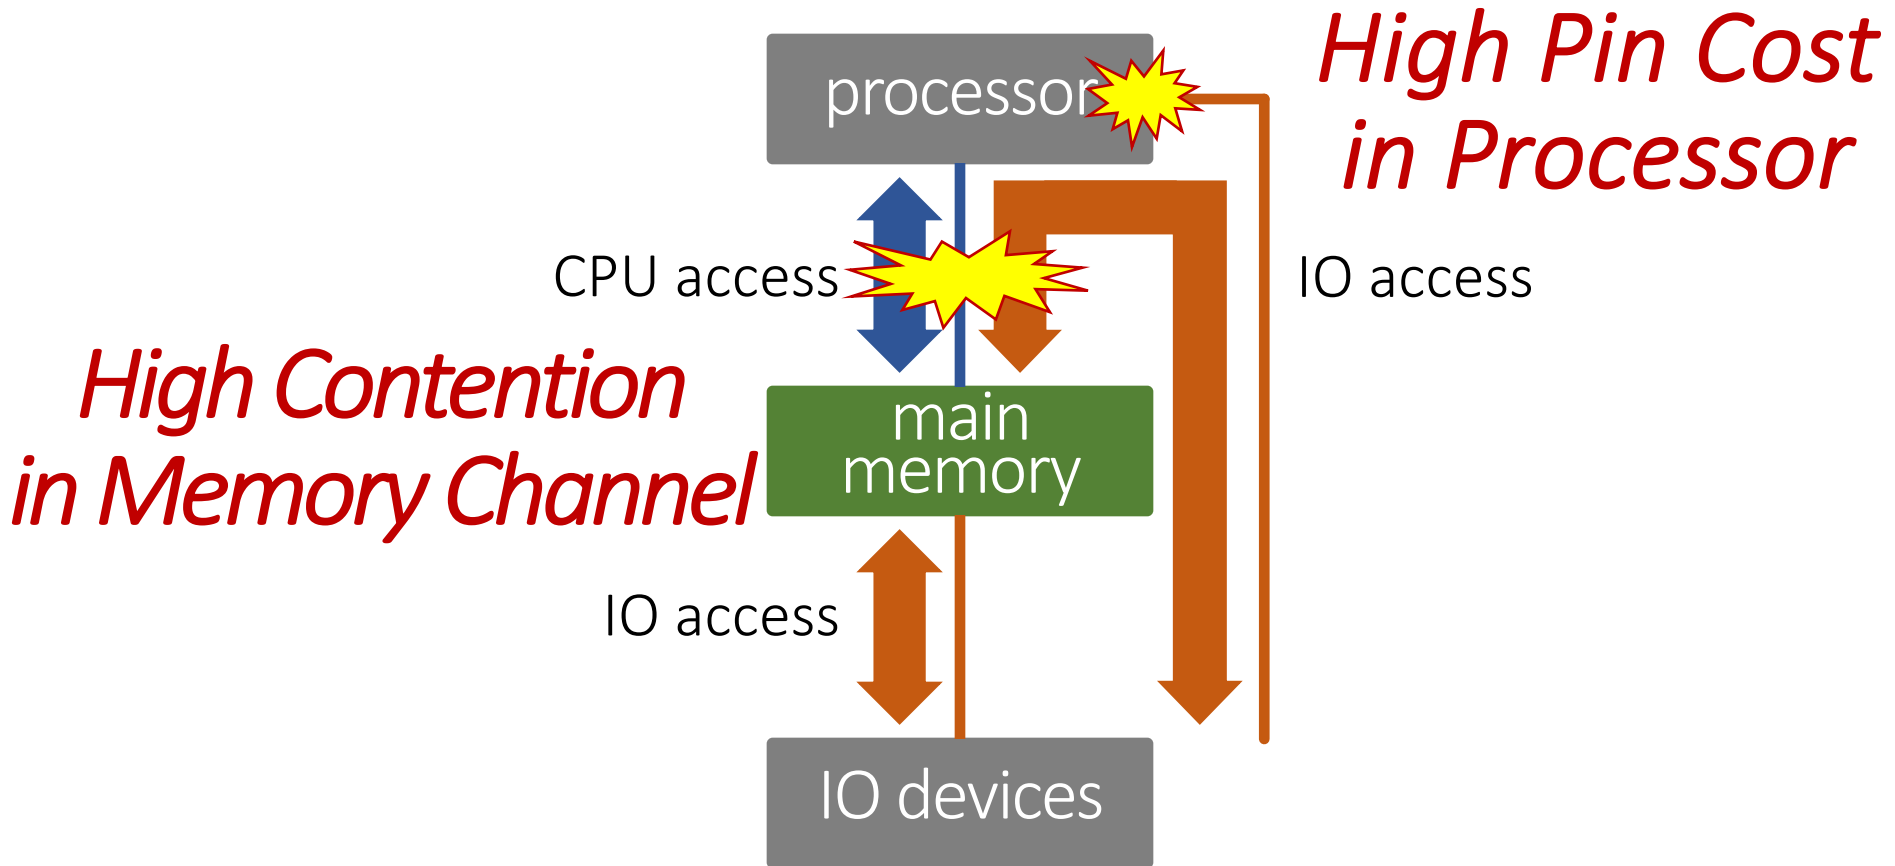 processor
High Pin Cost
in Processor
CPU access
IO access
High Contention
in Memory Channel
main
memory
IO access
IO devices